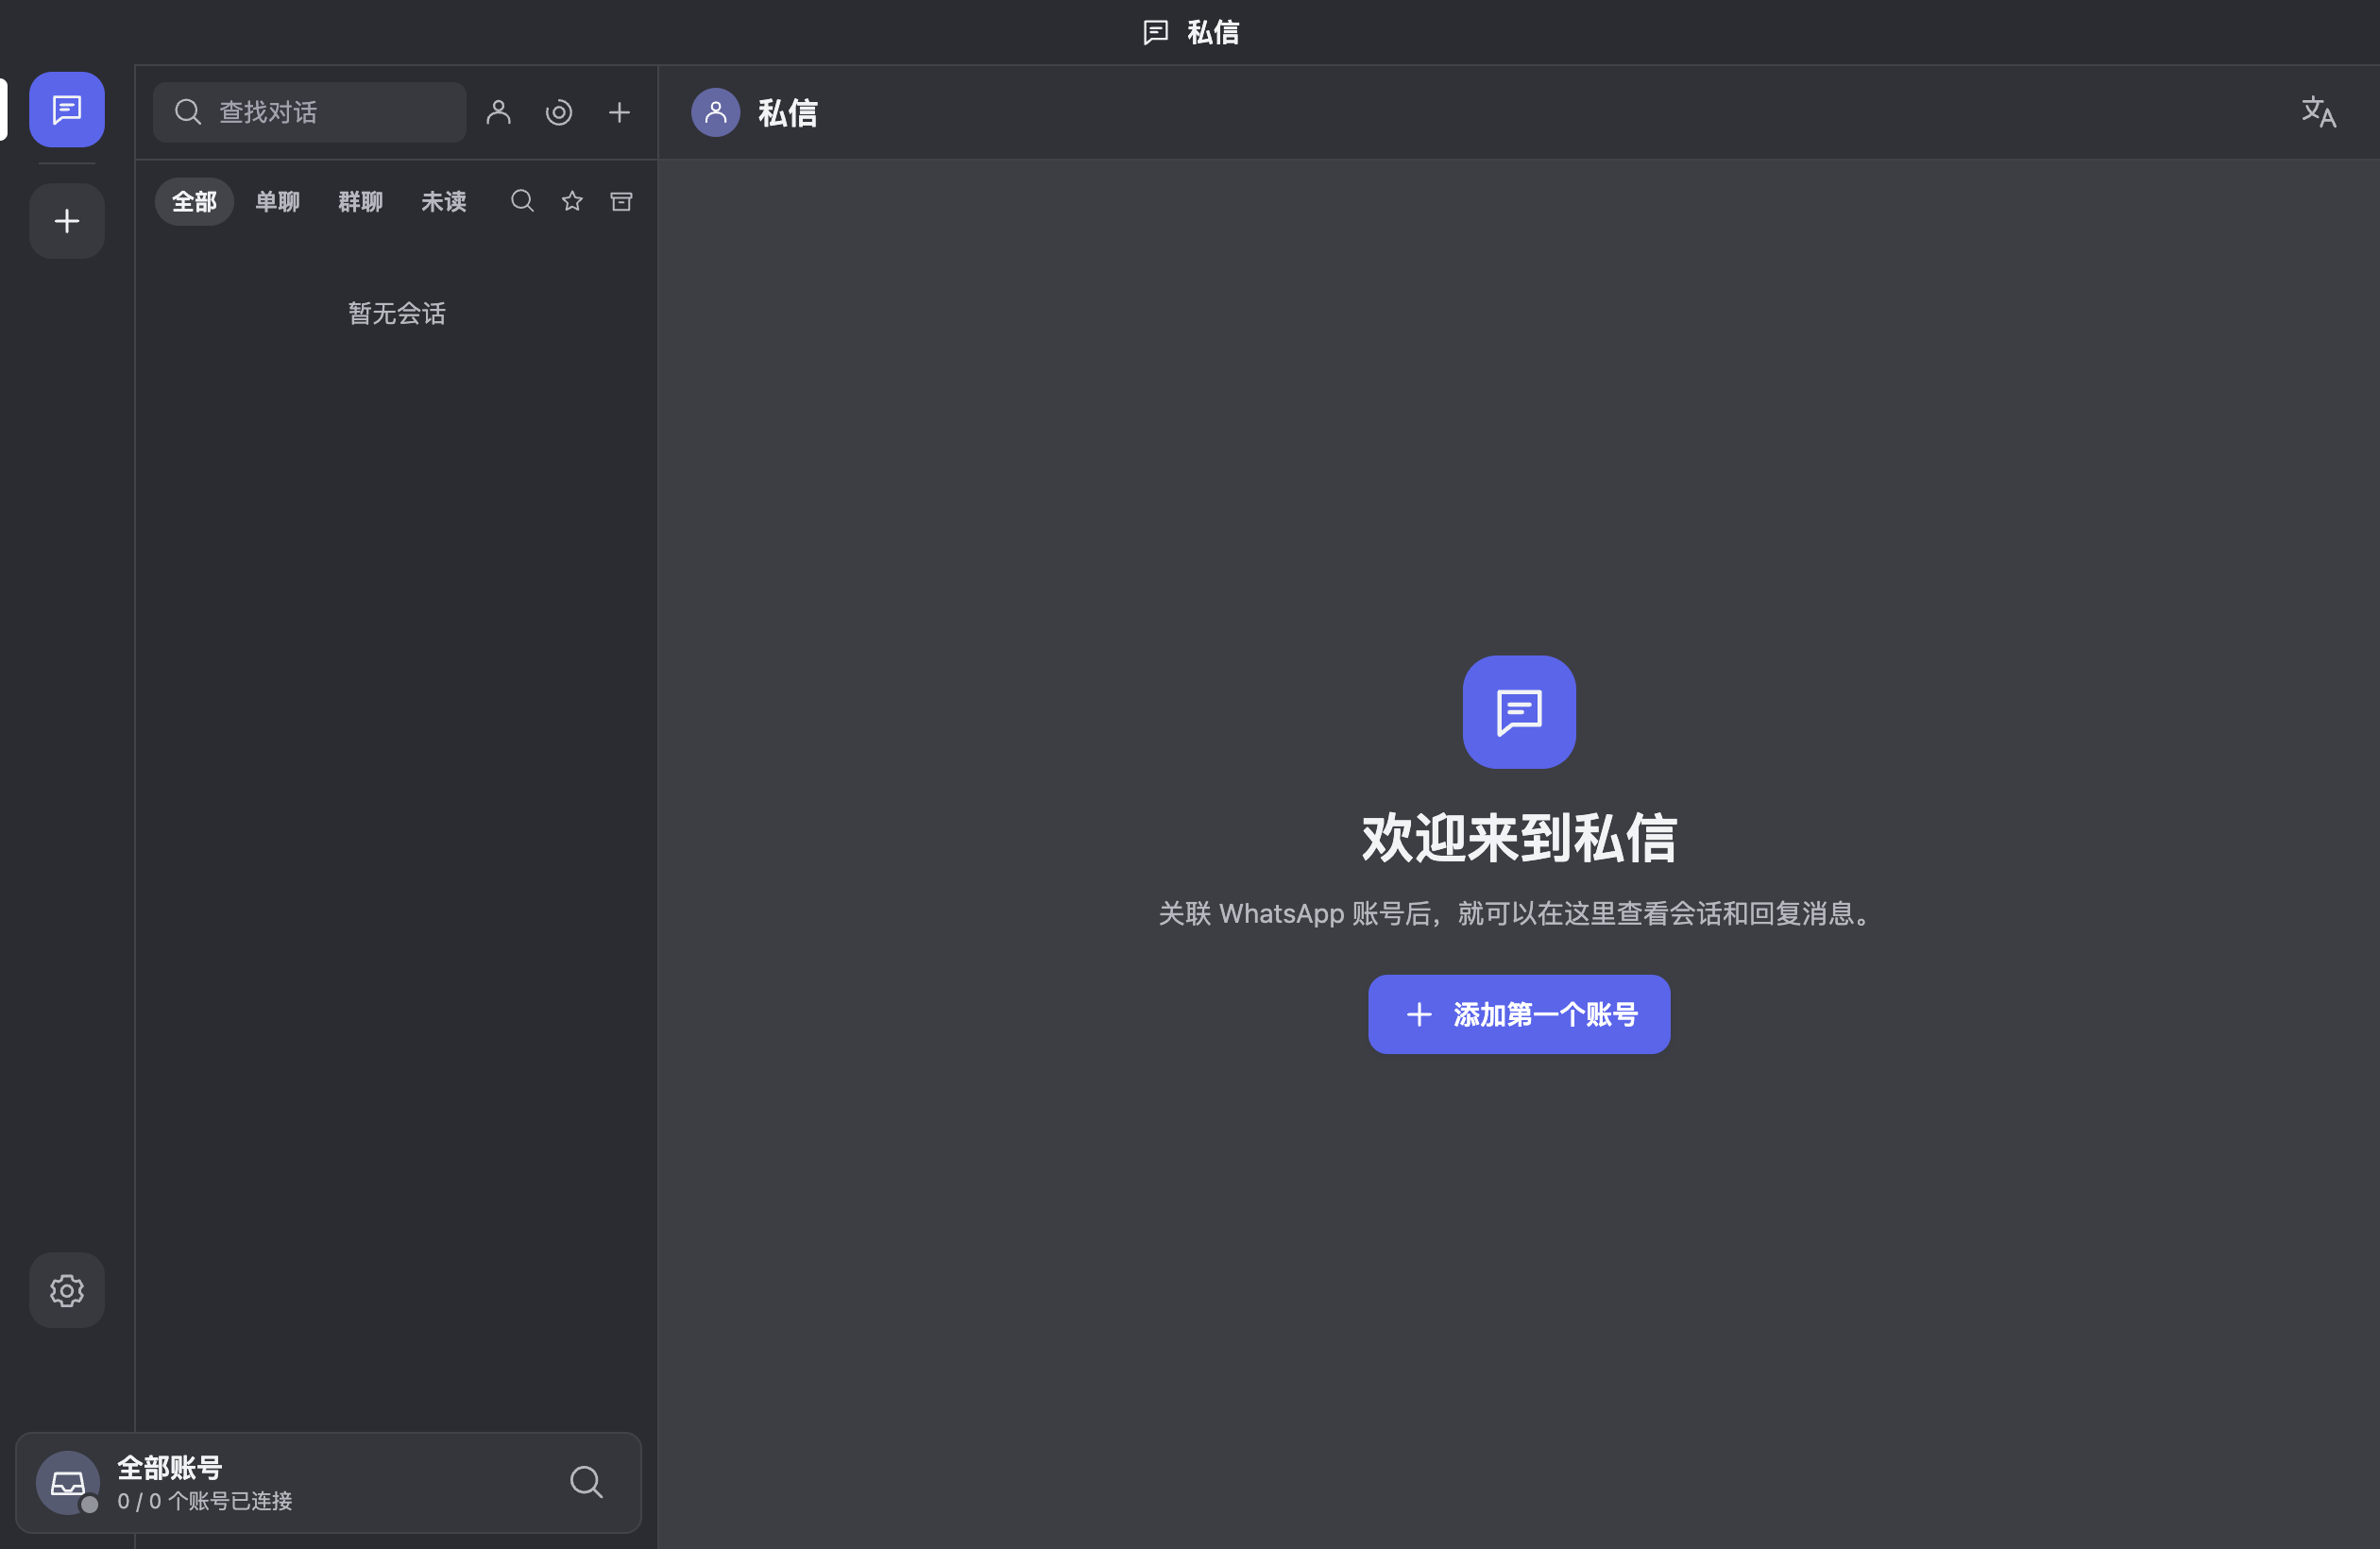 私信
查找对话
私信
全部 单聊 群聊 未读
暂无会话
欢迎来到私信
关联 WhatsApp 账号后，就可以在这里查看会话和回复消息。
添加第一个账号
全部账号
0 / 0 个账号已连接